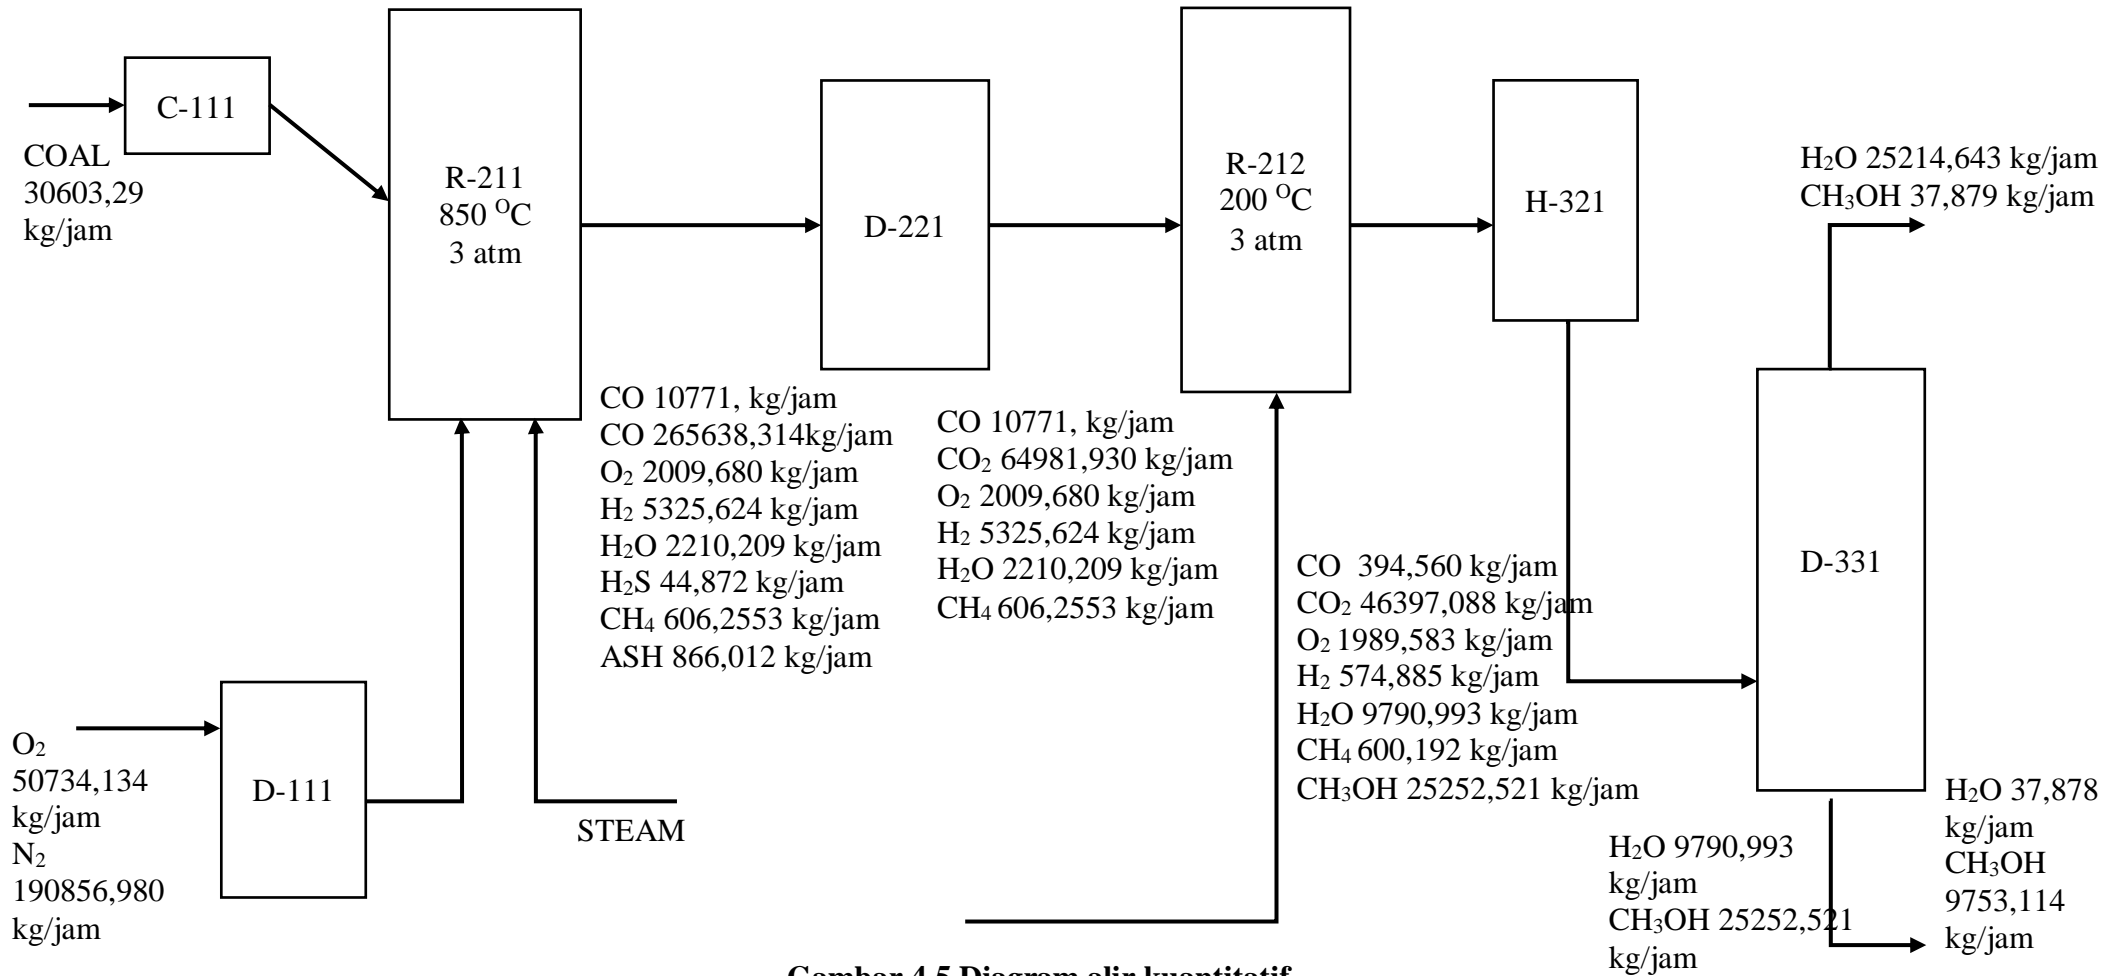 C-111
COAL
30603,29
kg/jam
R-211
850 ᴼC
3 atm
D-221
R-212
200 ᴼC
3 atm
H-321
H₂O 25214,643 kg/jam
CH₃OH 37,879 kg/jam
CO 10771, kg/jam
CO 265638,314kg/jam
O₂ 2009,680 kg/jam
H₂ 5325,624 kg/jam
H₂O 2210,209 kg/jam
H₂S 44,872 kg/jam
CH₄ 606,2553 kg/jam
ASH 866,012 kg/jam
CO 10771, kg/jam
CO₂ 64981,930 kg/jam
O₂ 2009,680 kg/jam
H₂ 5325,624 kg/jam
H₂O 2210,209 kg/jam
CH₄ 606,2553 kg/jam
CO 394,560 kg/jam
CO₂ 46397,088 kg/jam
O₂ 1989,583 kg/jam
H₂ 574,885 kg/jam
H₂O 9790,993 kg/jam
CH₄ 600,192 kg/jam
CH₃OH 25252,521 kg/jam
D-331
O₂
50734,134
kg/jam
N₂
190856,980
kg/jam
D-111
STEAM
H₂O 9790,993
kg/jam
CH₃OH 25252,521
kg/jam
H₂O 37,878
kg/jam
CH₃OH
9753,114
kg/jam
Gambar 4.5 Diagram alir kuantitatif